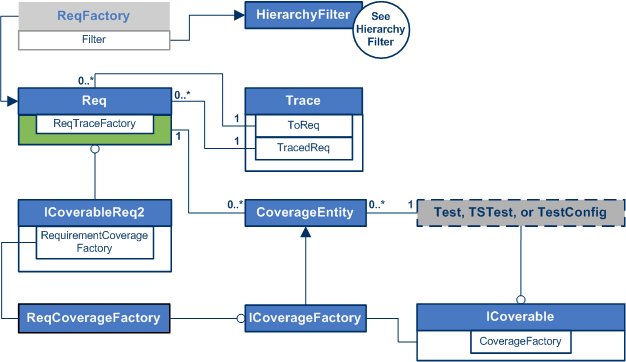 ReqFactory
Filter
HierarchyFilter
See
Hierarchy
Filter
0..*
0..*
Req
ReqTraceFactory
1
1
1
Trace
ToReq
TracedReq
ICoverableReq2
RequirementCoverage
Factory
0..*
CoverageEntity
0..*
1
Test, TSTest, or TestConfig
ReqCoverageFactory
ICoverageFactory
ICoverable
CoverageFactory